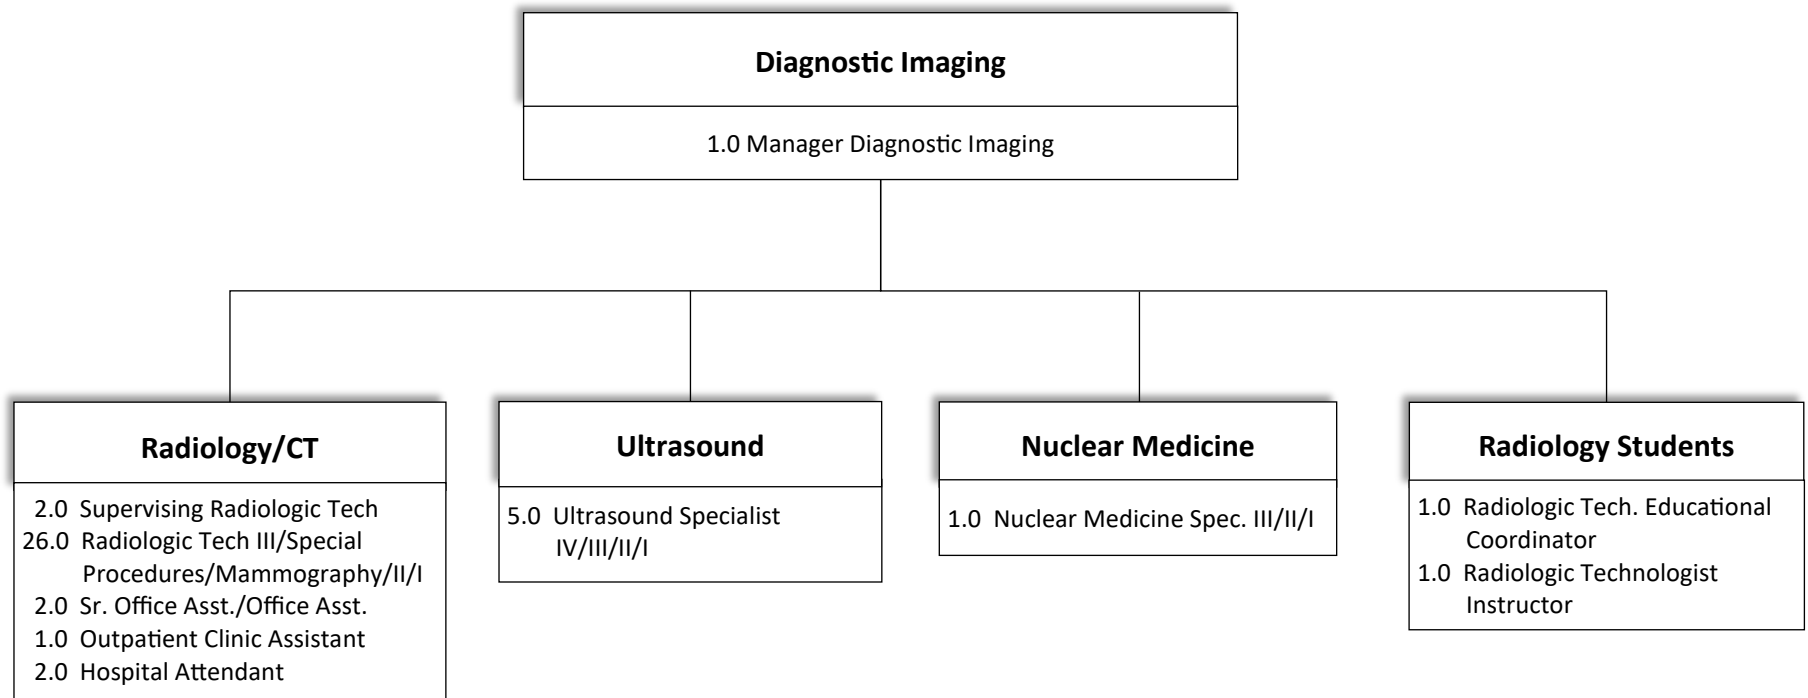 Diagnostic Imaging
1.0 Manager Diagnostic Imaging
Radiology/CT
2.0 Supervising Radiologic Tech
26.0 Radiologic Tech III/Special
Procedures/Mammography/II/I
2.0 Sr. Office Asst./Office Asst.
1.0 Outpatient Clinic Assistant
2.0 Hospital Attendant
Ultrasound
5.0 Ultrasound Specialist
IV/III/II/I
Nuclear Medicine
1.0 Nuclear Medicine Spec. III/II/I
Radiology Students
1.0 Radiologic Tech. Educational
Coordinator
1.0 Radiologic Technologist
Instructor